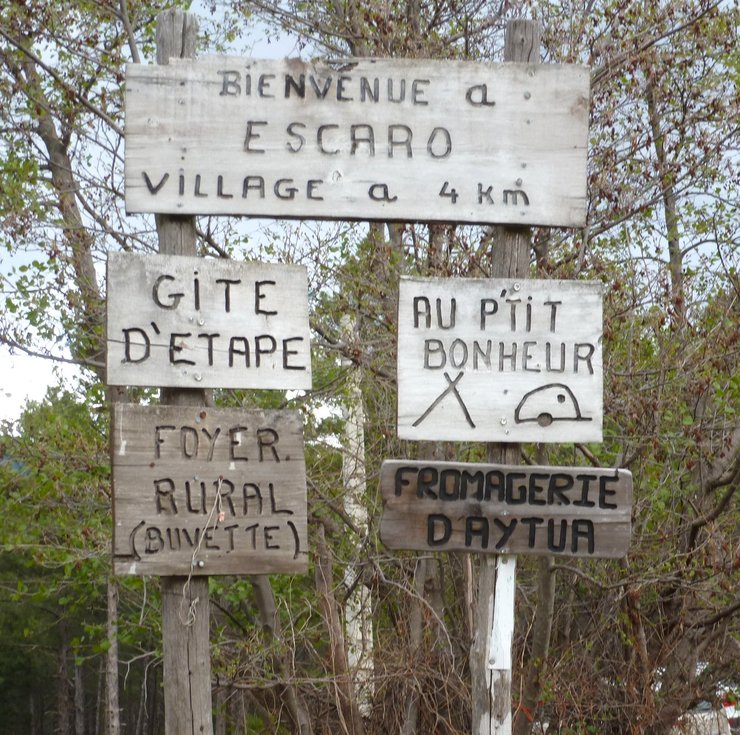 BIENVENUE a
ESCARO
VILLAGE a 4 Km
GITE
D'ETAPE
AU P'TIT
BONHEUR
FOYER.
RURAL
(BUVETTE)
FROMAGERIE
D'AYTUA